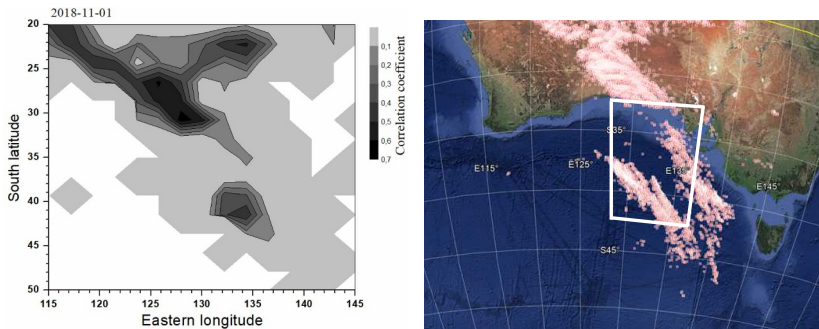 2018-11-01
20
25
30
35
40
45
50
South latitude
115
120
125
130
135
140
145
Eastern longitude
0,1
0,2
0,3
0,4
0,5
0,6
0,7
Correlation coefficient
S35°
E115°
E125°
E135°
E145°
S45°